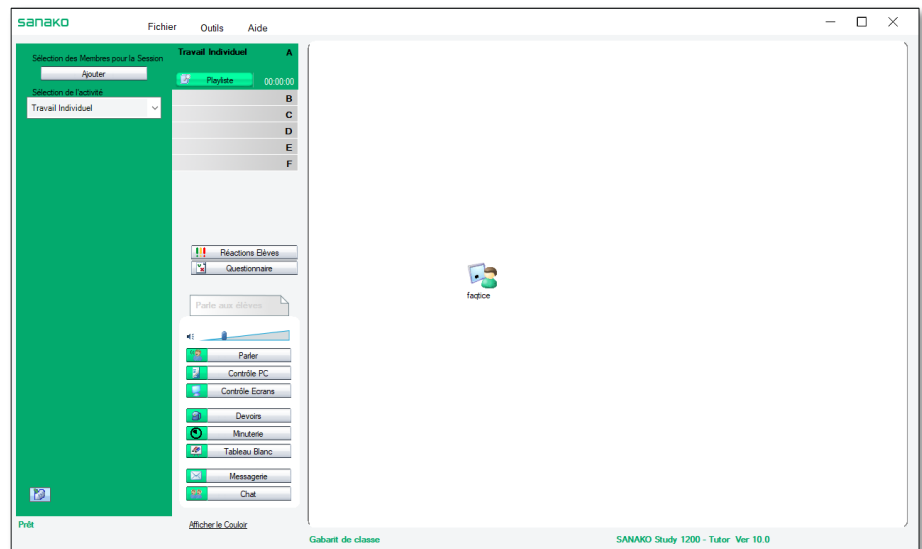 sanako
Fichier Outils Aide
Sélection des Membres pour la Session
Ajouter
Sélection de l'activité
Travail Individuel
Travail Individuel A
Playliste 00:00:00
B
C
D
E
F
Réactions Elèves
Questionnaire
Parle aux élèves
Parler
Contrôle PC
Contrôle Ecrans
Devoirs
Minuterie
Tableau Blanc
Messagerie
Chat
faqtice
Prêt
Afficher le Couloir
Gabarit de classe
SANAKO Study 1200 - Tutor Ver 10.0